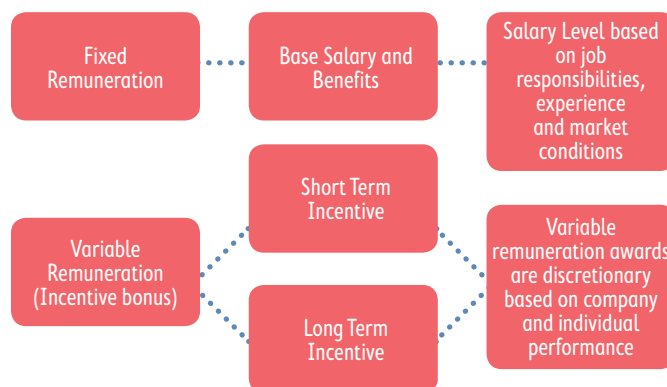 Fixed
Remuneration
Base Salary and
Benefits
Salary Level based
on job
responsibilities,
experience
and market
conditions
Short Term
Incentive
Variable
Remuneration
(Incentive bonus)
Long Term
Incentive
Variable
remuneration awards
are discretionary
based on company
and individual
performance